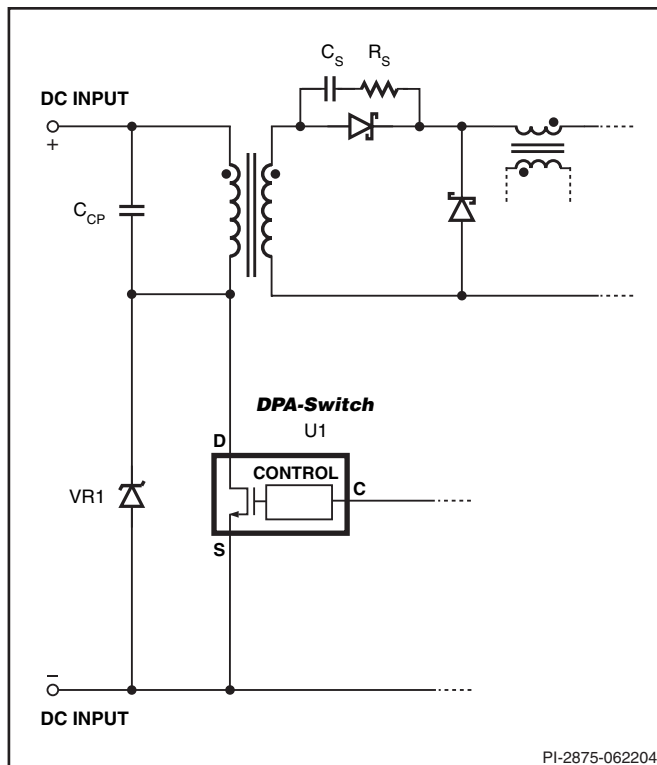 C_S R_S
DC INPUT
+
C_CP
DPA-Switch
U1
D
CONTROL
C
VR1
S
−
DC INPUT
PI-2875-062204